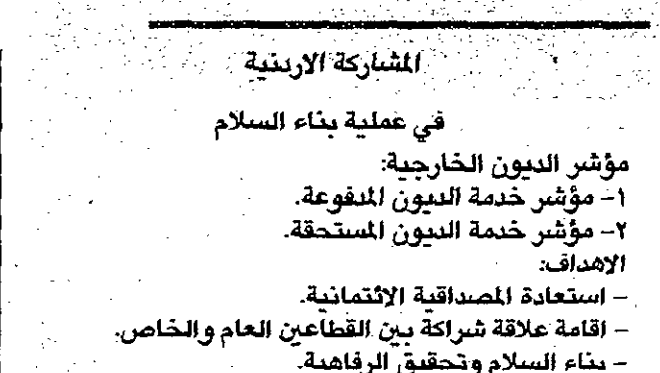 المشاركة الاردنية
في عملية بناء السلام
مؤشر الديون الخارجية:
١- مؤشر خدمة الديون المدفوعة.
٢- مؤشر خدمة الديون المستحقة.
الاهداف:
- استعادة المصداقية الإئتمانية.
- اقامة علاقة شراكة بين القطاعين العام والخاص.
- بناء السلام وتحقيق الرفاهية.